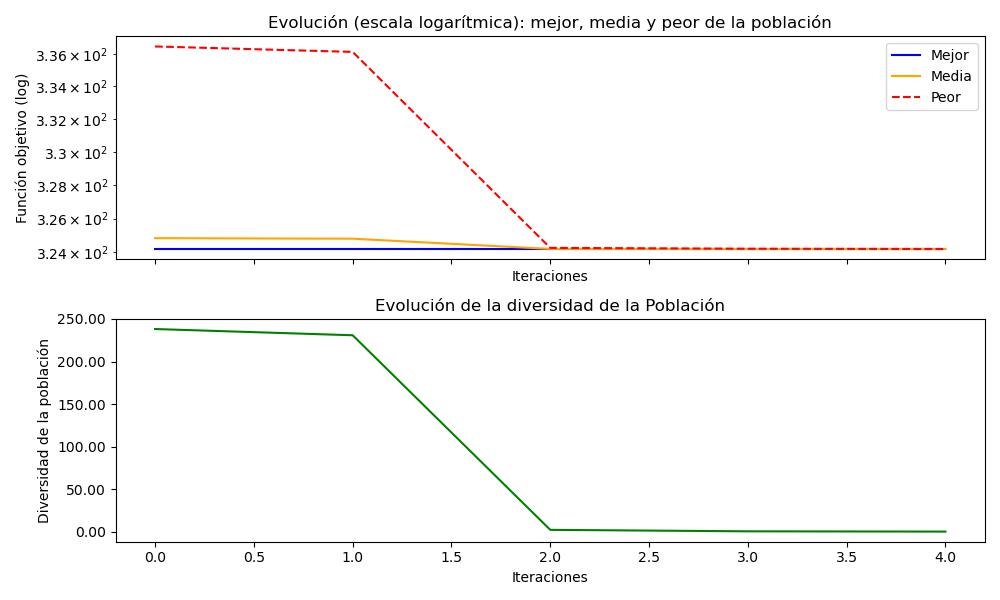 Evolución (escala logarítmica): mejor, media y peor de la población
Función objetivo (log)
3.36 × 10²
3.34 × 10²
3.32 × 10²
3.3 × 10²
3.28 × 10²
3.26 × 10²
3.24 × 10²
Mejor
Media
Peor
Iteraciones
Evolución de la diversidad de la Población
Diversidad de la población
250.00
200.00
150.00
100.00
50.00
0.00
0.0 0.5 1.0 1.5 2.0 2.5 3.0 3.5 4.0
Iteraciones